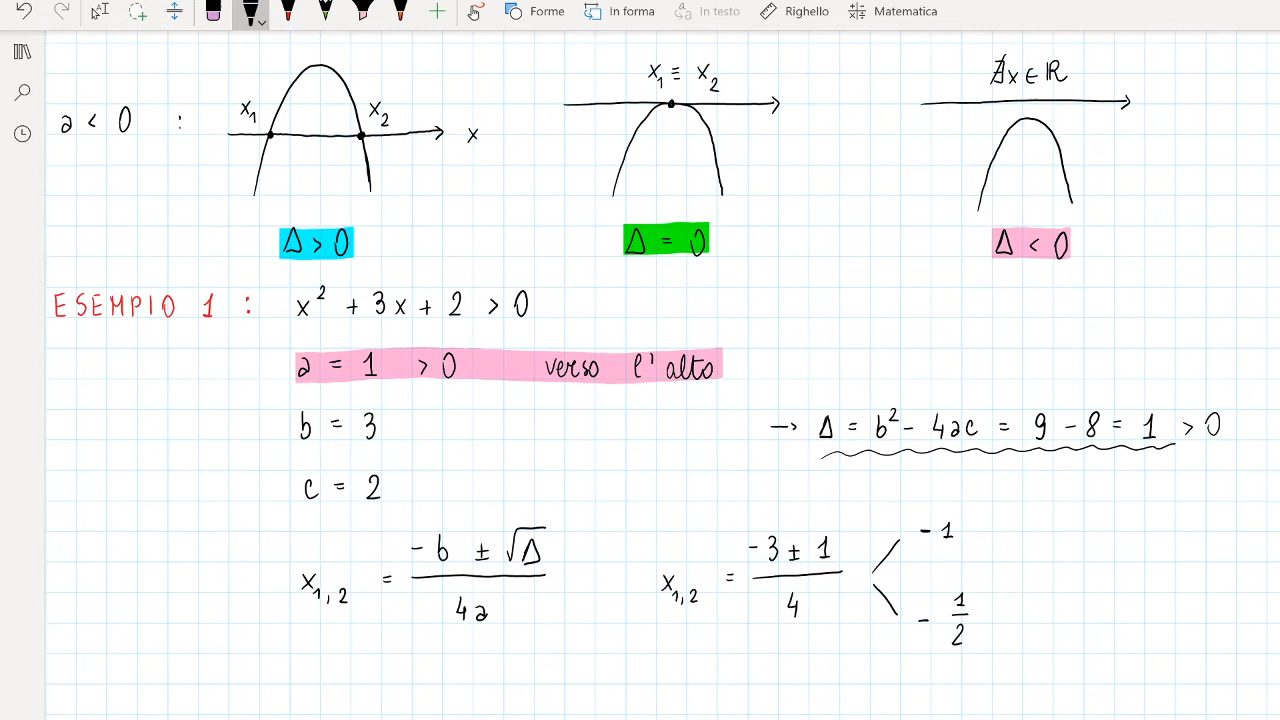 Forme In forma In testo Righello Matematica
a < 0 : x₁ x₂ x x₁ ≡ x₂ ∄x ∈ ℝ
Δ > 0 Δ = 0 Δ < 0
ESEMPIO 1 : x² + 3x + 2 > 0
a = 1 > 0 verso l'alto
b = 3 → Δ = b² - 4ac = 9 - 8 = 1 > 0
c = 2
x₁,₂ = (-b ± √Δ) / 4a x₁,₂ = (-3 ± 1) / 4 < -1 - 1/2